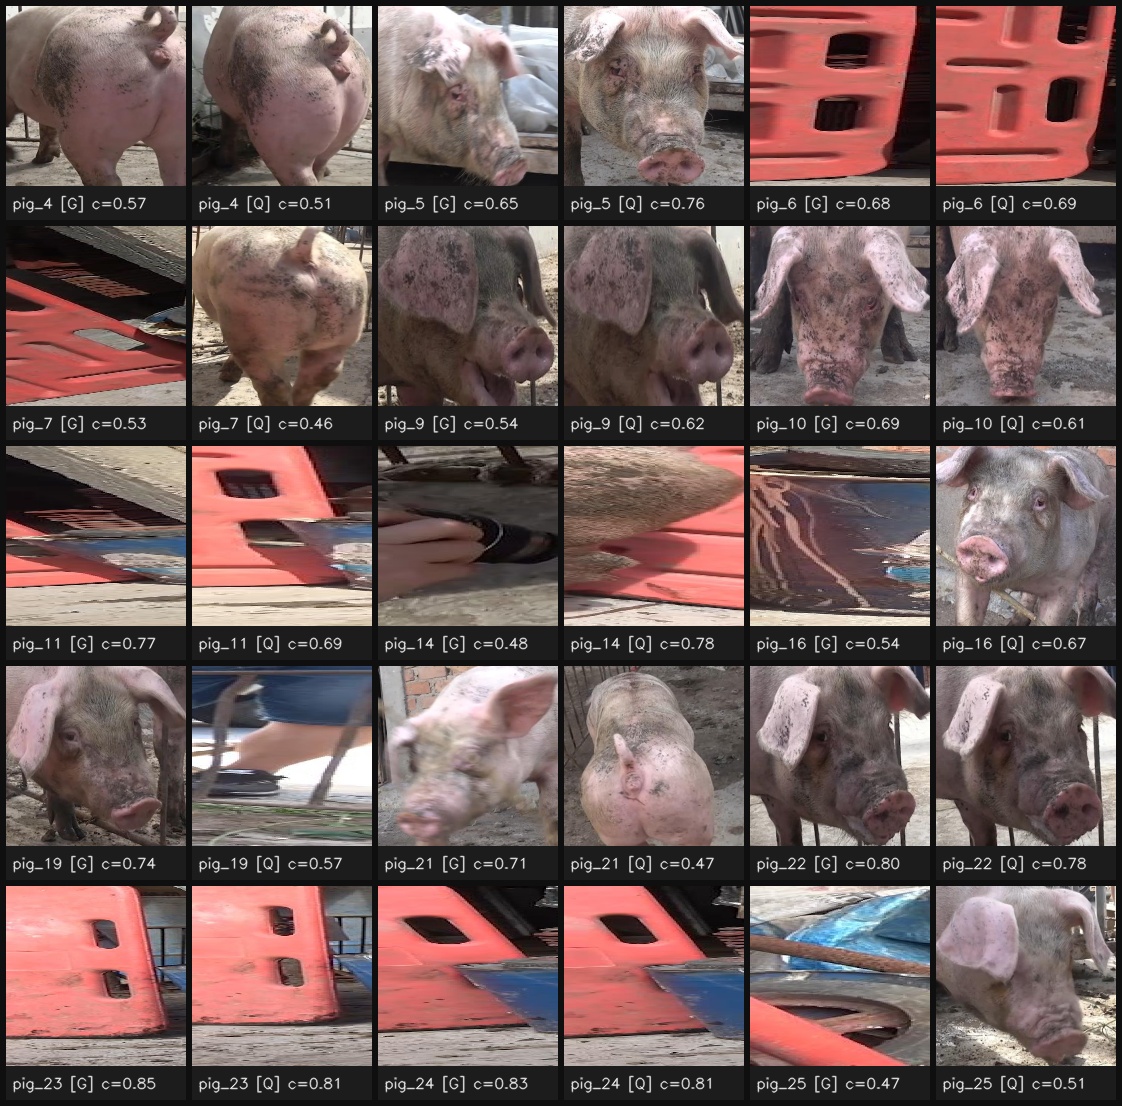 pig_4 [G] c=0.57
pig_4 [Q] c=0.51
pig_5 [G] c=0.65
pig_5 [Q] c=0.76
pig_6 [G] c=0.68
pig_6 [Q] c=0.69
pig_7 [G] c=0.53
pig_7 [Q] c=0.46
pig_9 [G] c=0.54
pig_9 [Q] c=0.62
pig_10 [G] c=0.69
pig_10 [Q] c=0.61
pig_11 [G] c=0.77
pig_11 [Q] c=0.69
pig_14 [G] c=0.48
pig_14 [Q] c=0.78
pig_16 [G] c=0.54
pig_16 [Q] c=0.67
pig_19 [G] c=0.74
pig_19 [Q] c=0.57
pig_21 [G] c=0.71
pig_21 [Q] c=0.47
pig_22 [G] c=0.80
pig_22 [Q] c=0.78
pig_23 [G] c=0.85
pig_23 [Q] c=0.81
pig_24 [G] c=0.83
pig_24 [Q] c=0.81
pig_25 [G] c=0.47
pig_25 [Q] c=0.51